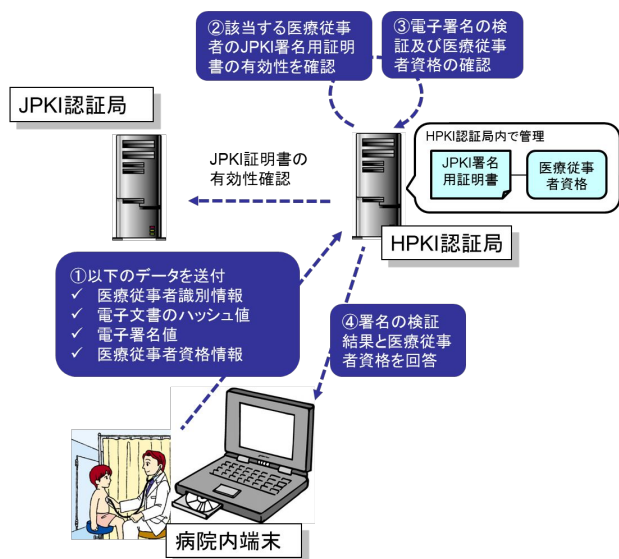 ②該当する医療従事
者のJPKI署名用証明
書の有効性を確認
③電子署名の検
証及び医療従事
者資格の確認
JPKI認証局
HPKI認証局内で管理
JPKI署名
用証明書
医療従事
者資格
JPKI証明書の
有効性確認
HPKI認証局
①以下のデータを送付
✓ 医療従事者識別情報
✓ 電子文書のハッシュ値
✓ 電子署名値
✓ 医療従事者資格情報
④署名の検証
結果と医療従事
者資格を回答
病院内端末